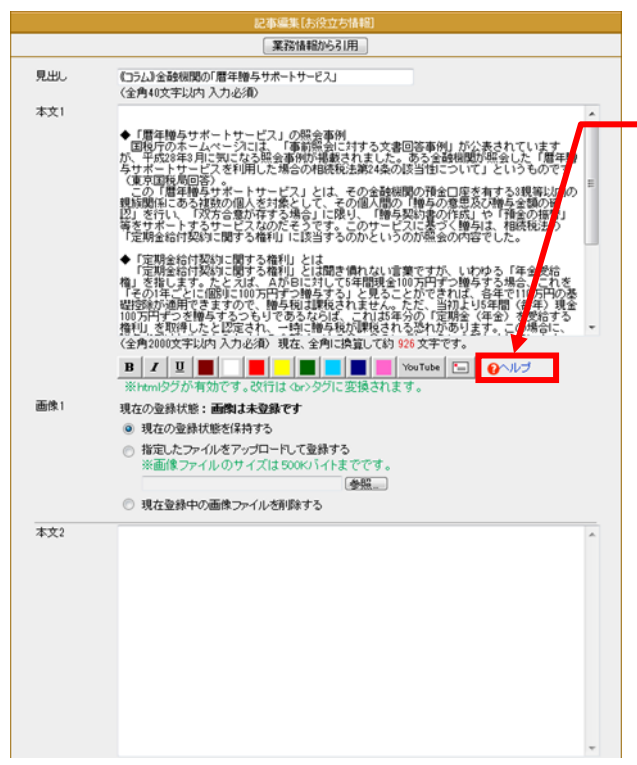 記事編集[お役立ち情報]
業務情報から引用
見出し
《コラム》金融機関の「暦年贈与サポートサービス」
(全角40文字以内 入力必須)
本文1
◆「暦年贈与サポートサービス」の照会事例
国税庁のホームページには、「事前照会に対する文書回答事例」が公表されています
が、平成28年3月に気になる照会事例が掲載されました。ある金融機関が照会した「暦年贈
与サポートサービスを利用した場合の相続税法第24条の該当性について」というものです
(東京国税局回答)。
この「暦年贈与サポートサービス」とは、その金融機関の預金口座を有する3親等以内の
親族関係にある複数の個人を対象として、その個人間の「贈与の意思及び贈与金額の確
認」を行い、「双方合意が存する場合」に限り、「贈与契約書の作成」や「預金の振替」
等をサポートするサービスなのだそうです。このサービスに基づく贈与は、相続税法の
「定期金給付契約に関する権利」に該当するのかというのが照会の内容でした。
◆「定期金給付契約に関する権利」とは
「定期金給付契約に関する権利」とは聞き慣れない言葉ですが、いわゆる「年金受給
権」を指します。たとえば、AがBに対して5年間現金100万円ずつ贈与する場合、これを
「その1年ごとに個別に100万円ずつ贈与する」と見ることができれば、各年で110万円の基
礎控除が適用できますので、贈与税は課税されません。ただ、当初より5年間(毎年)現金
100万円ずつを贈与するつもりであるならば、これは5年分の「定期金(年金)を受給する
権利」を取得したと認定され、一時に贈与税が課税される恐れがあります。この場合に、
(全角2000文字以内 入力必須) 現在、全角に換算して約 926 文字です。
B I U YouTube ?ヘルプ
※htmlタグが有効です。改行は<br>タグに変換されます。
画像1
現在の登録状態:画像は未登録です
現在の登録状態を保持する
指定したファイルをアップロードして登録する
※画像ファイルのサイズは500Kバイトまでです。
参照...
現在登録中の画像ファイルを削除する
本文2